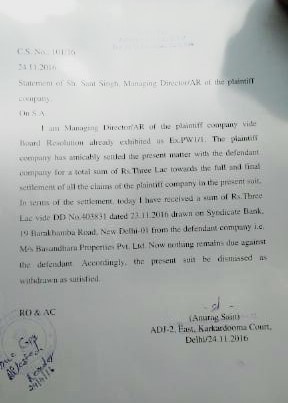 C.S. No. 101/16
24.11.2016
Statement of Sh. Sant Singh, Managing Director/AR of the plaintiff
company.
On S.A.
I am Managing Director/AR of the plaintiff company vide
Board Resolution already exhibited as Ex.PW1/1. The plaintiff
company has amicably settled the present matter with the defendant
company for a total sum of Rs.Three Lac towards the full and final
settlement of all the claims of the plaintiff company in the present suit.
In terms of the settlement, today I have received a sum of Rs.Three
Lac vide DD No.403831 dated 23.11.2016 drawn on Syndicate Bank,
19 Barakhamba Road, New Delhi-01 from the defendant company i.e.
M/s Basundhara Properties Pvt. Ltd. Now nothing remains due against
the defendant. Accordingly, the present suit be dismissed as
withdrawn as satisfied.
RO & AC
(Anurag Sain)
ADJ-2, East, Karkardooma Court,
Delhi/24.11.2016
Copy